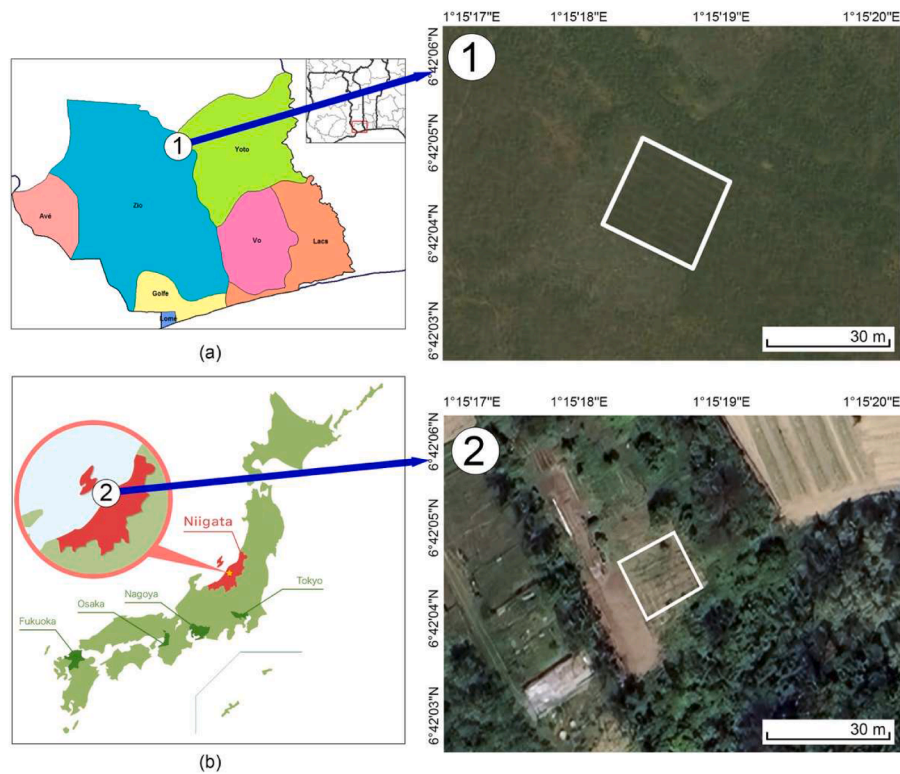 1°15'17"E 1°15'18"E 1°15'19"E 1°15'20"E
6°42'06"N
6°42'05"N
6°42'04"N
6°42'03"N
1
1
Yoto
Zio
Avé
Vo
Lacs
Golfe
Lomé
30 m
(a)
1°15'17"E 1°15'18"E 1°15'19"E 1°15'20"E
6°42'06"N
6°42'05"N
6°42'04"N
6°42'03"N
2
2
Niigata
Tokyo
Nagoya
Osaka
Fukuoka
30 m
(b)